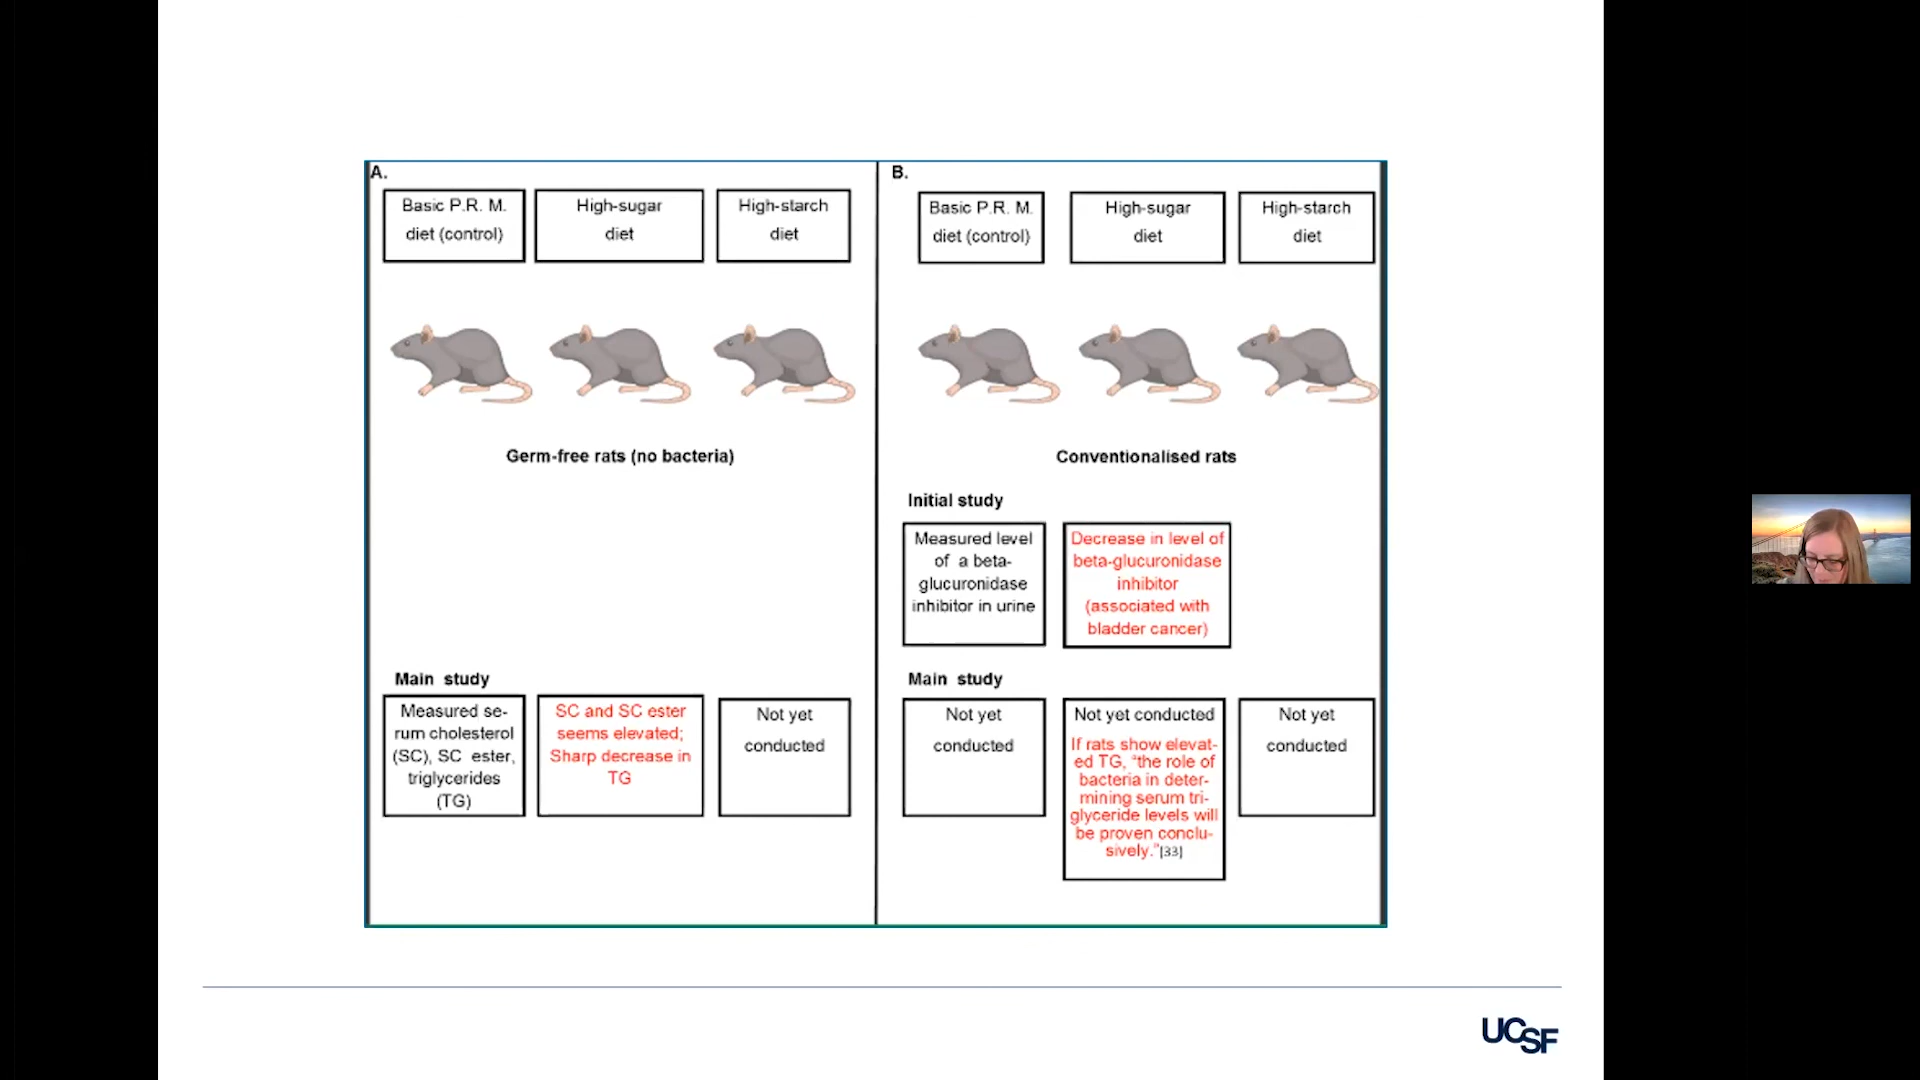 A.
Basic P.R. M.
diet (control)
High-sugar
diet
High-starch
diet
Germ-free rats (no bacteria)
Main study
Measured se-
rum cholesterol
(SC), SC ester,
triglycerides
(TG)
SC and SC ester
seems elevated;
Sharp decrease in
TG
Not yet
conducted
B.
Basic P.R. M.
diet (control)
High-sugar
diet
High-starch
diet
Conventionalised rats
Initial study
Measured level
of a beta-
glucuronidase
inhibitor in urine
Decrease in level of
beta-glucuronidase
inhibitor
(associated with
bladder cancer)
Main study
Not yet
conducted
Not yet conducted
If rats show elevat-
ed TG, “the role of
bacteria in deter-
mining serum tri-
glyceride levels will
be proven conclu-
sively.”[33]
Not yet
conducted
UCSF